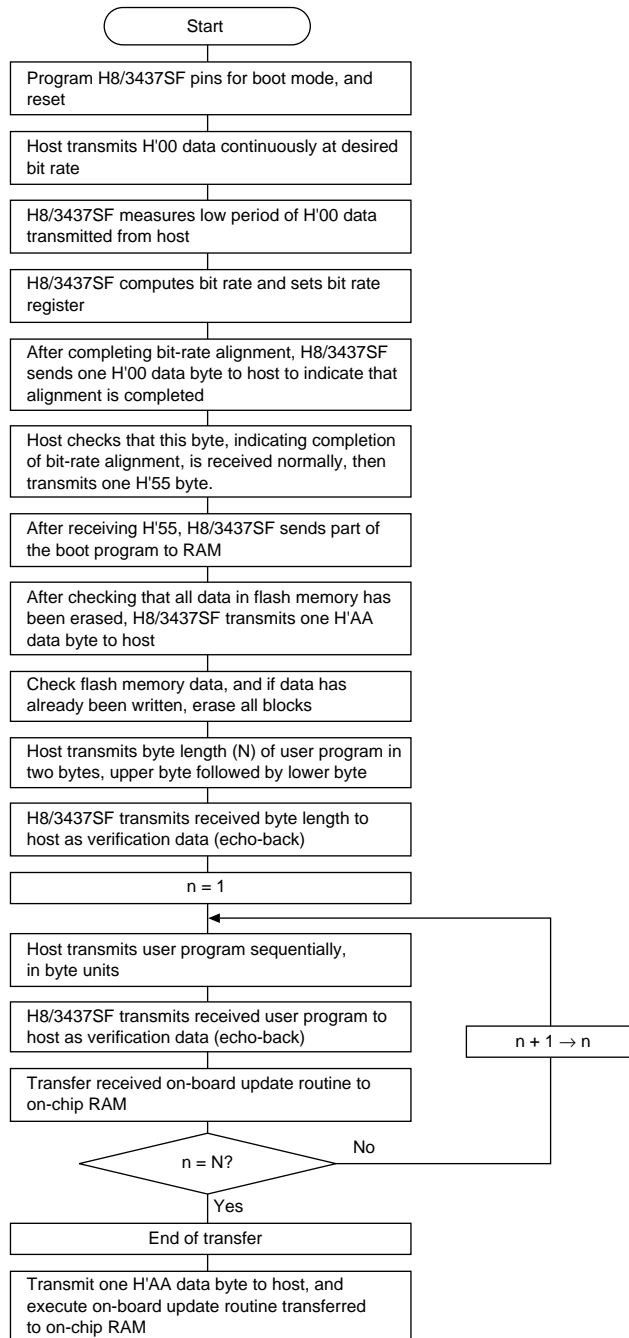 Start
Program H8/3437SF pins for boot mode, and
reset
Host transmits H'00 data continuously at desired
bit rate
H8/3437SF measures low period of H'00 data
transmitted from host
H8/3437SF computes bit rate and sets bit rate
register
After completing bit-rate alignment, H8/3437SF
sends one H'00 data byte to host to indicate that
alignment is completed
Host checks that this byte, indicating completion
of bit-rate alignment, is received normally, then
transmits one H'55 byte.
After receiving H'55, H8/3437SF sends part of
the boot program to RAM
After checking that all data in flash memory has
been erased, H8/3437SF transmits one H'AA
data byte to host
Check flash memory data, and if data has
already been written, erase all blocks
Host transmits byte length (N) of user program in
two bytes, upper byte followed by lower byte
H8/3437SF transmits received byte length to
host as verification data (echo-back)
n = 1
Host transmits user program sequentially,
in byte units
H8/3437SF transmits received user program to
host as verification data (echo-back)
n + 1 → n
Transfer received on-board update routine to
on-chip RAM
n = N?
No
Yes
End of transfer
Transmit one H'AA data byte to host, and
execute on-board update routine transferred
to on-chip RAM